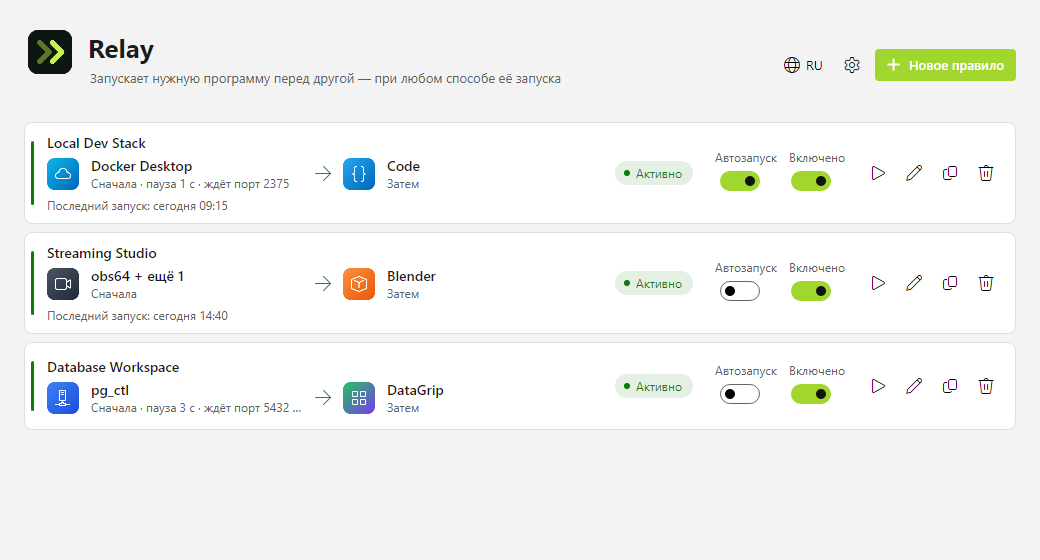 Relay
Запускает нужную программу перед другой — при любом способе её запуска
RU
Новое правило
Local Dev Stack
Docker Desktop
Сначала · пауза 1 с · ждёт порт 2375
Code
Затем
Активно
Автозапуск
Включено
Последний запуск: сегодня 09:15
Streaming Studio
obs64 + ещё 1
Сначала
Blender
Затем
Активно
Автозапуск
Включено
Последний запуск: сегодня 14:40
Database Workspace
pg_ctl
Сначала · пауза 3 с · ждёт порт 5432 ...
DataGrip
Затем
Активно
Автозапуск
Включено